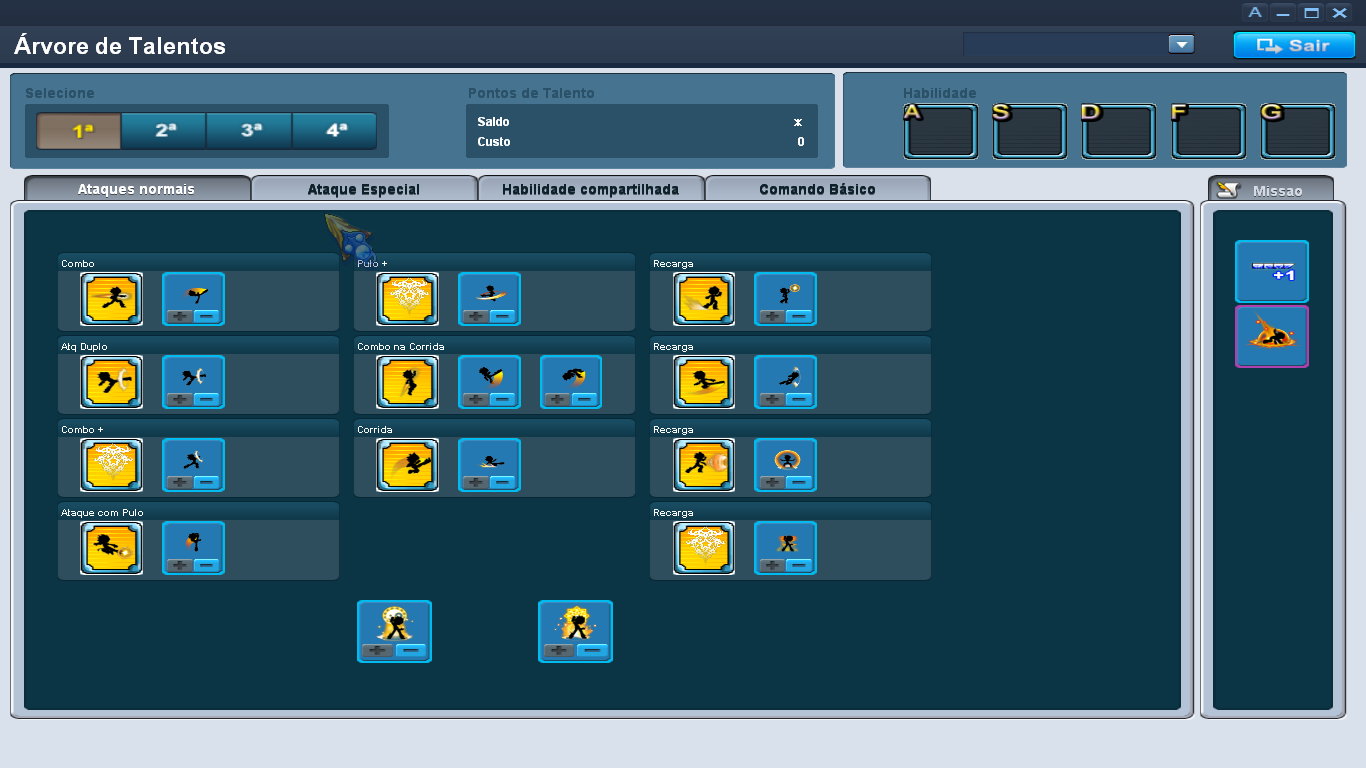 A
Árvore de Talentos
Sair
Selecione
1ª 2ª 3ª 4ª
Pontos de Talento
Saldo x
Custo 0
Habilidade
A S D F G
Ataques normais
Ataque Especial
Habilidade compartilhada
Comando Básico
Missao
Combo
Pulo +
Recarga
Atq Duplo
Combo na Corrida
Recarga
Combo +
Corrida
Recarga
Ataque com Pulo
Recarga
+1